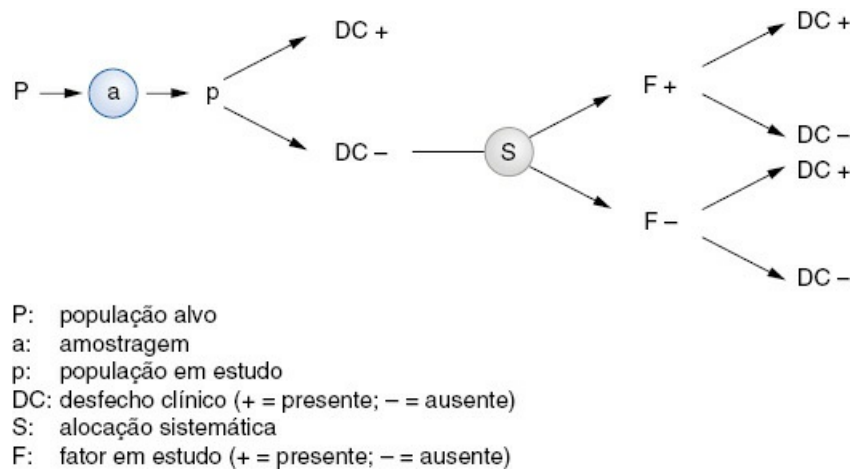 DC +
DC +
P
a
p
F +
DC –
DC –
S
DC +
F –
DC –
P: população alvo
a: amostragem
p: população em estudo
DC: desfecho clínico (+ = presente; – = ausente)
S: alocação sistemática
F: fator em estudo (+ = presente; – = ausente)